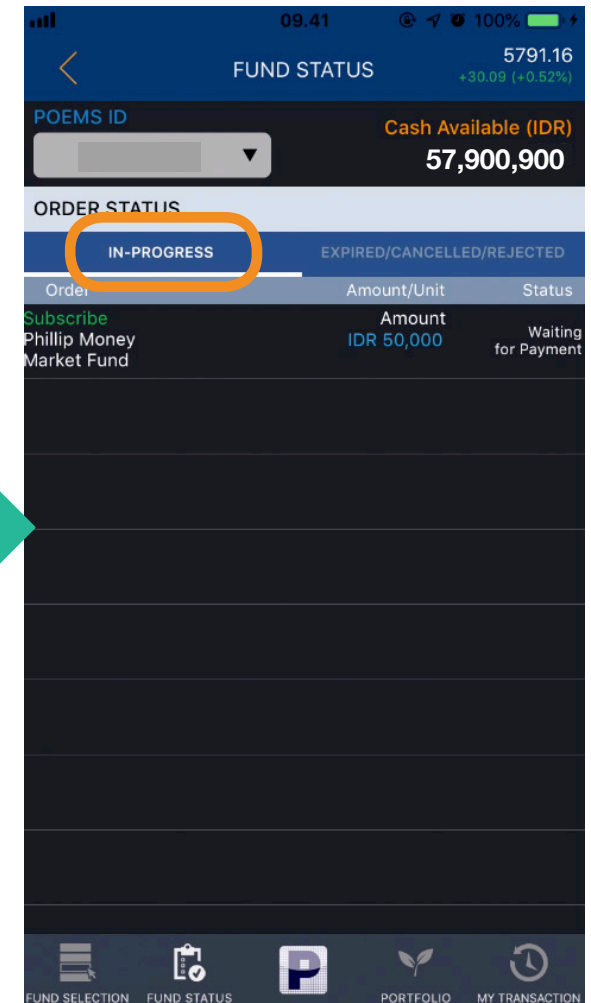 09.41 100%
FUND STATUS
5791.16
+30.09 (+0.52%)
POEMS ID
Cash Available (IDR)
57,900,900
ORDER STATUS
IN-PROGRESS EXPIRED/CANCELLED/REJECTED
Order Amount/Unit Status
Subscribe
Phillip Money
Market Fund
Amount
IDR 50,000
Waiting
for Payment
P
FUND SELECTION FUND STATUS PORTFOLIO MY TRANSACTION